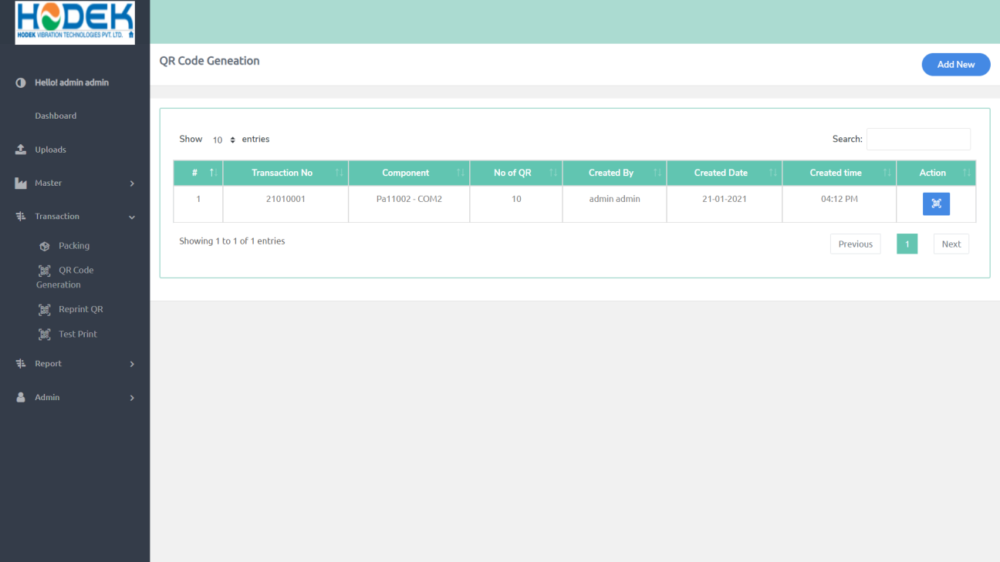 HODEK
HODEK VIBRATION TECHNOLOGIES PVT. LTD.
Hello! admin admin
Dashboard
Uploads
Master
Transaction
Packing
QR Code
Generation
Reprint QR
Test Print
Report
Admin
QR Code Geneation
Add New
Show 10 entries
Search:
# Transaction No Component No of QR Created By Created Date Created time Action
1 21010001 Pa11002 - COM2 10 admin admin 21-01-2021 04:12 PM
Showing 1 to 1 of 1 entries
Previous 1 Next